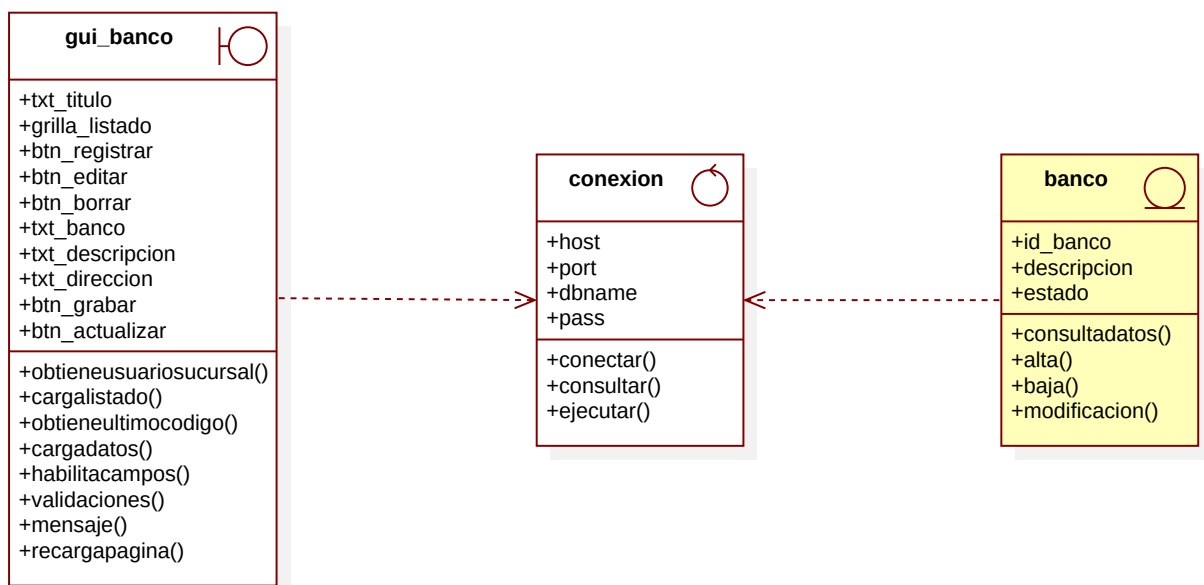 gui_banco
+txt_titulo
+grilla_listado
+btn_registrar
+btn_editar
+btn_borrar
+txt_banco
+txt_descripcion
+txt_direccion
+btn_grabar
+btn_actualizar
+obtieneusuariosucursal()
+cargalistado()
+obtieneultimocodigo()
+cargadatos()
+habilitacampos()
+validaciones()
+mensaje()
+recargapagina()
conexion
+host
+port
+dbname
+pass
+conectar()
+consultar()
+ejecutar()
banco
+id_banco
+descripcion
+estado
+consultadatos()
+alta()
+baja()
+modificacion()